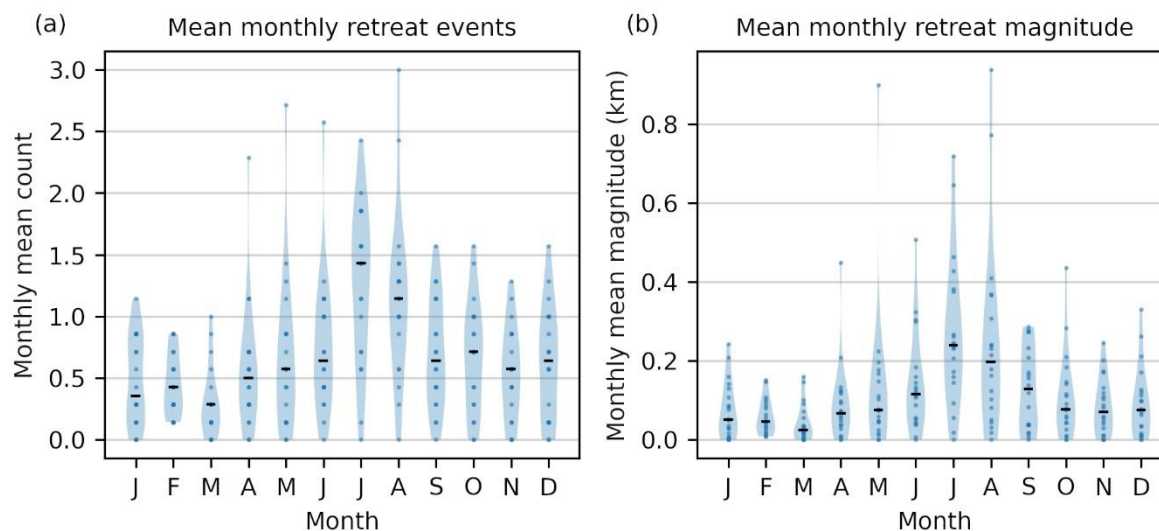 (a) Mean monthly retreat events
Monthly mean count
3.0
2.5
2.0
1.5
1.0
0.5
0.0
J F M A M J J A S O N D
Month
(b) Mean monthly retreat magnitude
Monthly mean magnitude (km)
0.8
0.6
0.4
0.2
0.0
J F M A M J J A S O N D
Month